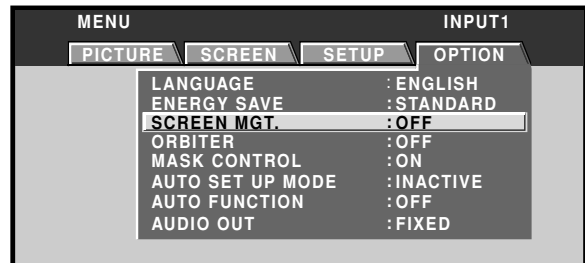 MENU INPUT1
PICTURE SCREEN SETUP OPTION
LANGUAGE :ENGLISH
ENERGY SAVE :STANDARD
SCREEN MGT. :OFF
ORBITER :OFF
MASK CONTROL :ON
AUTO SET UP MODE :INACTIVE
AUTO FUNCTION :OFF
AUDIO OUT :FIXED